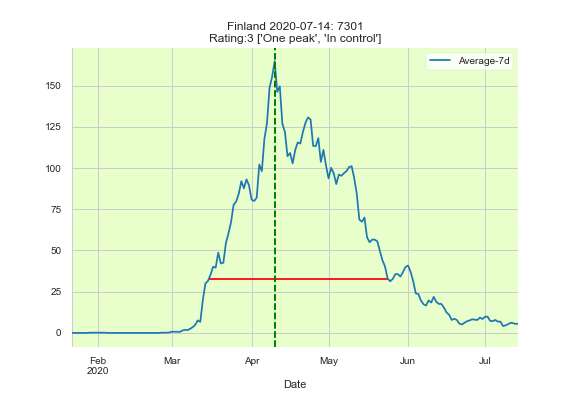 Finland 2020-07-14: 7301
Rating:3 ['One peak', 'In control']
Average-7d
150
125
100
75
50
25
0
Feb
2020
Mar
Apr
May
Jun
Jul
Date